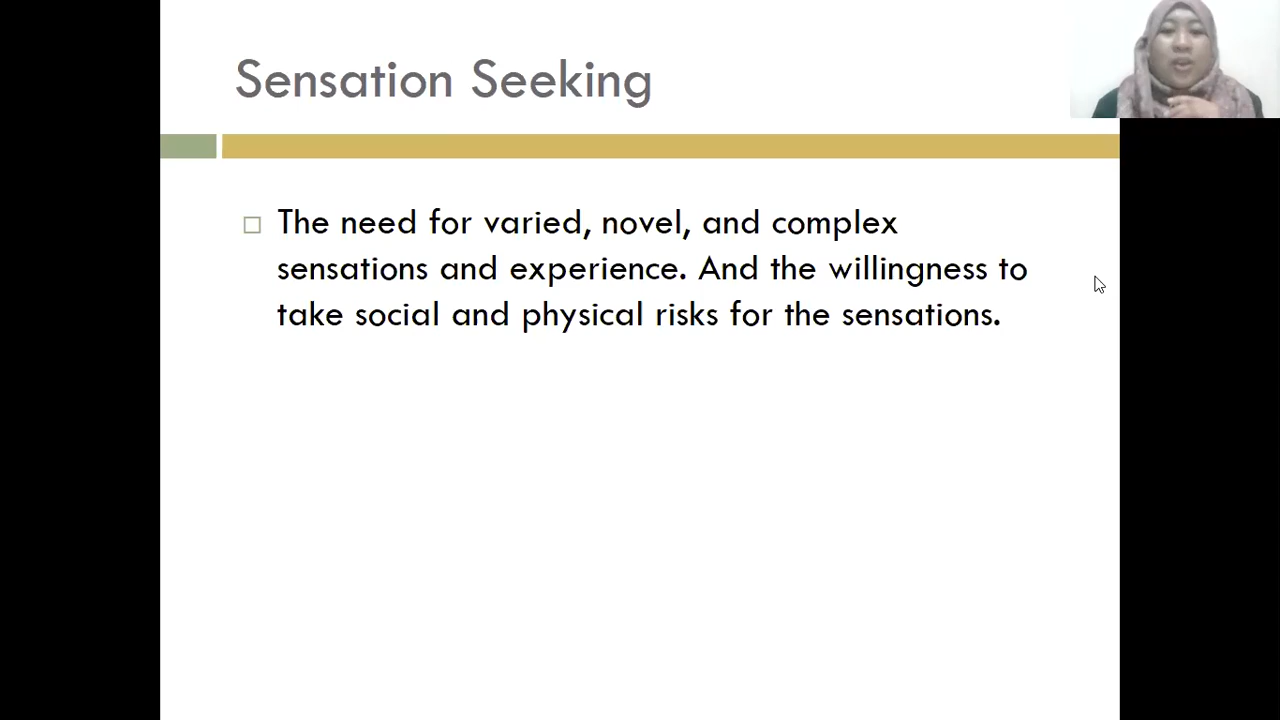 Sensation Seeking
The need for varied, novel, and complex
sensations and experience. And the willingness to
take social and physical risks for the sensations.